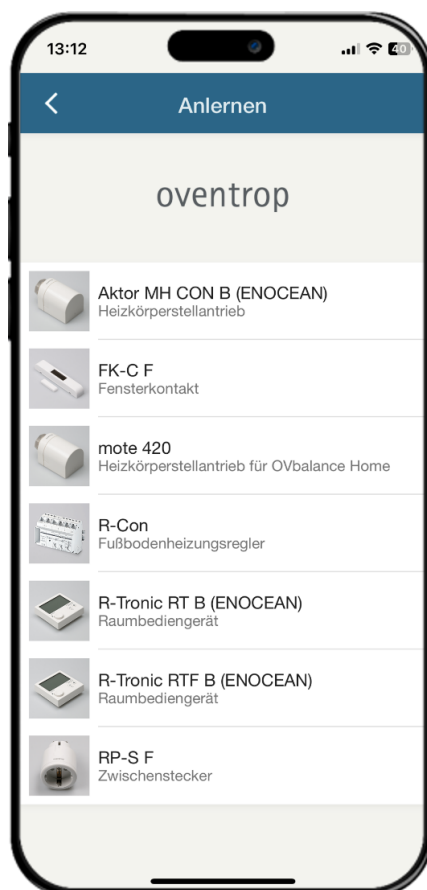 13:12
40
Anlernen
oventrop
Aktor MH CON B (ENOCEAN)
Heizkörperstellantrieb
FK-C F
Fensterkontakt
mote 420
Heizkörperstellantrieb für OVbalance Home
R-Con
Fußbodenheizungsregler
R-Tronic RT B (ENOCEAN)
Raumbediengerät
R-Tronic RTF B (ENOCEAN)
Raumbediengerät
RP-S F
Zwischenstecker